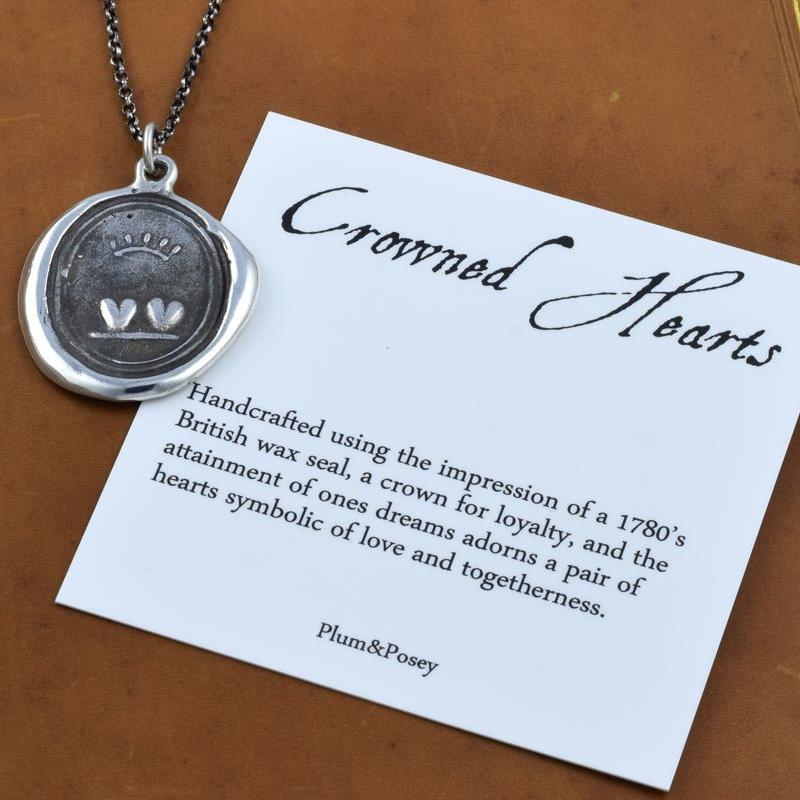 Crowned Hearts
Handcrafted using the impression of a 1780's
British wax seal, a crown for loyalty, and the
attainment of ones dreams adorns a pair of
hearts symbolic of love and togetherness.
Plum&Posey